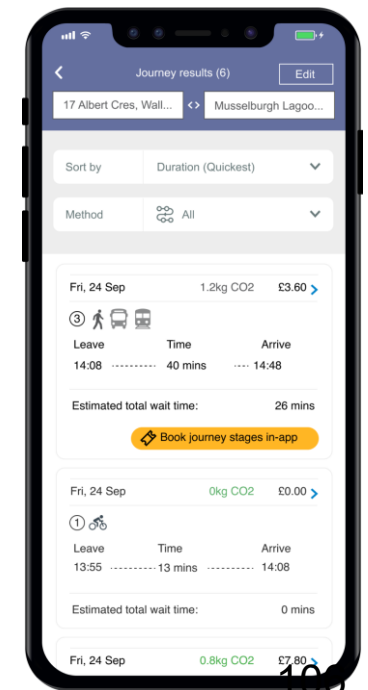 Journey results (6) Edit
17 Albert Cres, Wall... <> Musselburgh Lagoo...
Sort by Duration (Quickest)
Method All
Fri, 24 Sep 1.2kg CO2 £3.60
3
Leave Time Arrive
14:08 40 mins 14:48
Estimated total wait time: 26 mins
Book journey stages in-app
Fri, 24 Sep 0kg CO2 £0.00
1
Leave Time Arrive
13:55 13 mins 14:08
Estimated total wait time: 0 mins
Fri, 24 Sep 0.8kg CO2 £7.80